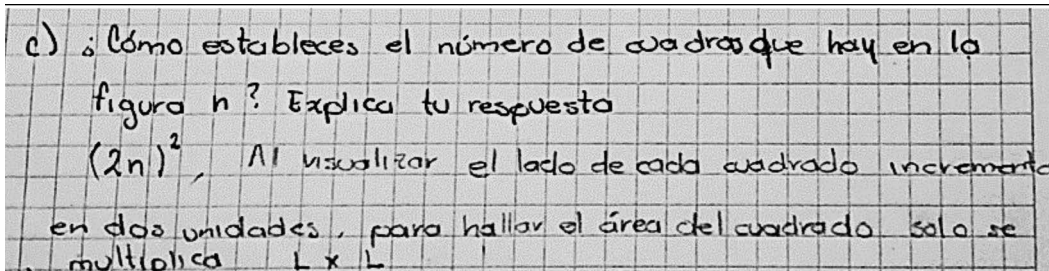 c) ¿Cómo estableces el número de cuadros que hay en la
figura n? Explica tu respuesta
(2n)², Al visualizar el lado de cada cuadrado incrementa
en dos unidades, para hallar el área del cuadrado solo se
multiplica L x L